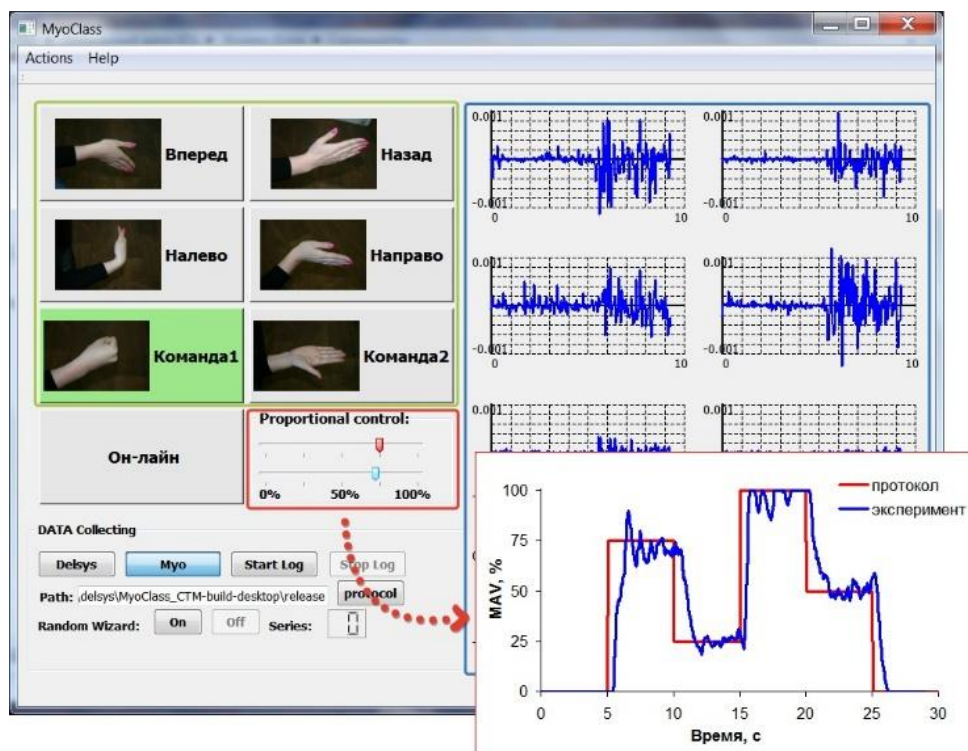 MyoClass
Actions Help
Вперед
Назад
Налево
Направо
Команда1
Команда2
Он-лайн
Proportional control:
0% 50% 100%
DATA Collecting
Delsys Myo Start Log Stop Log
Path: ,delsys\MyoClass_CTM-build-desktop\release protocol
Random Wizard: On Off Series: 0
0.001
-0.001
0 10
0.001
-0.001
0 10
0.001
-0.001
0 10
0.001
-0.001
0 10
0.001
0.001
протокол
эксперимент
MAV, %
100
75
50
25
0
0 5 10 15 20 25 30
Время, с